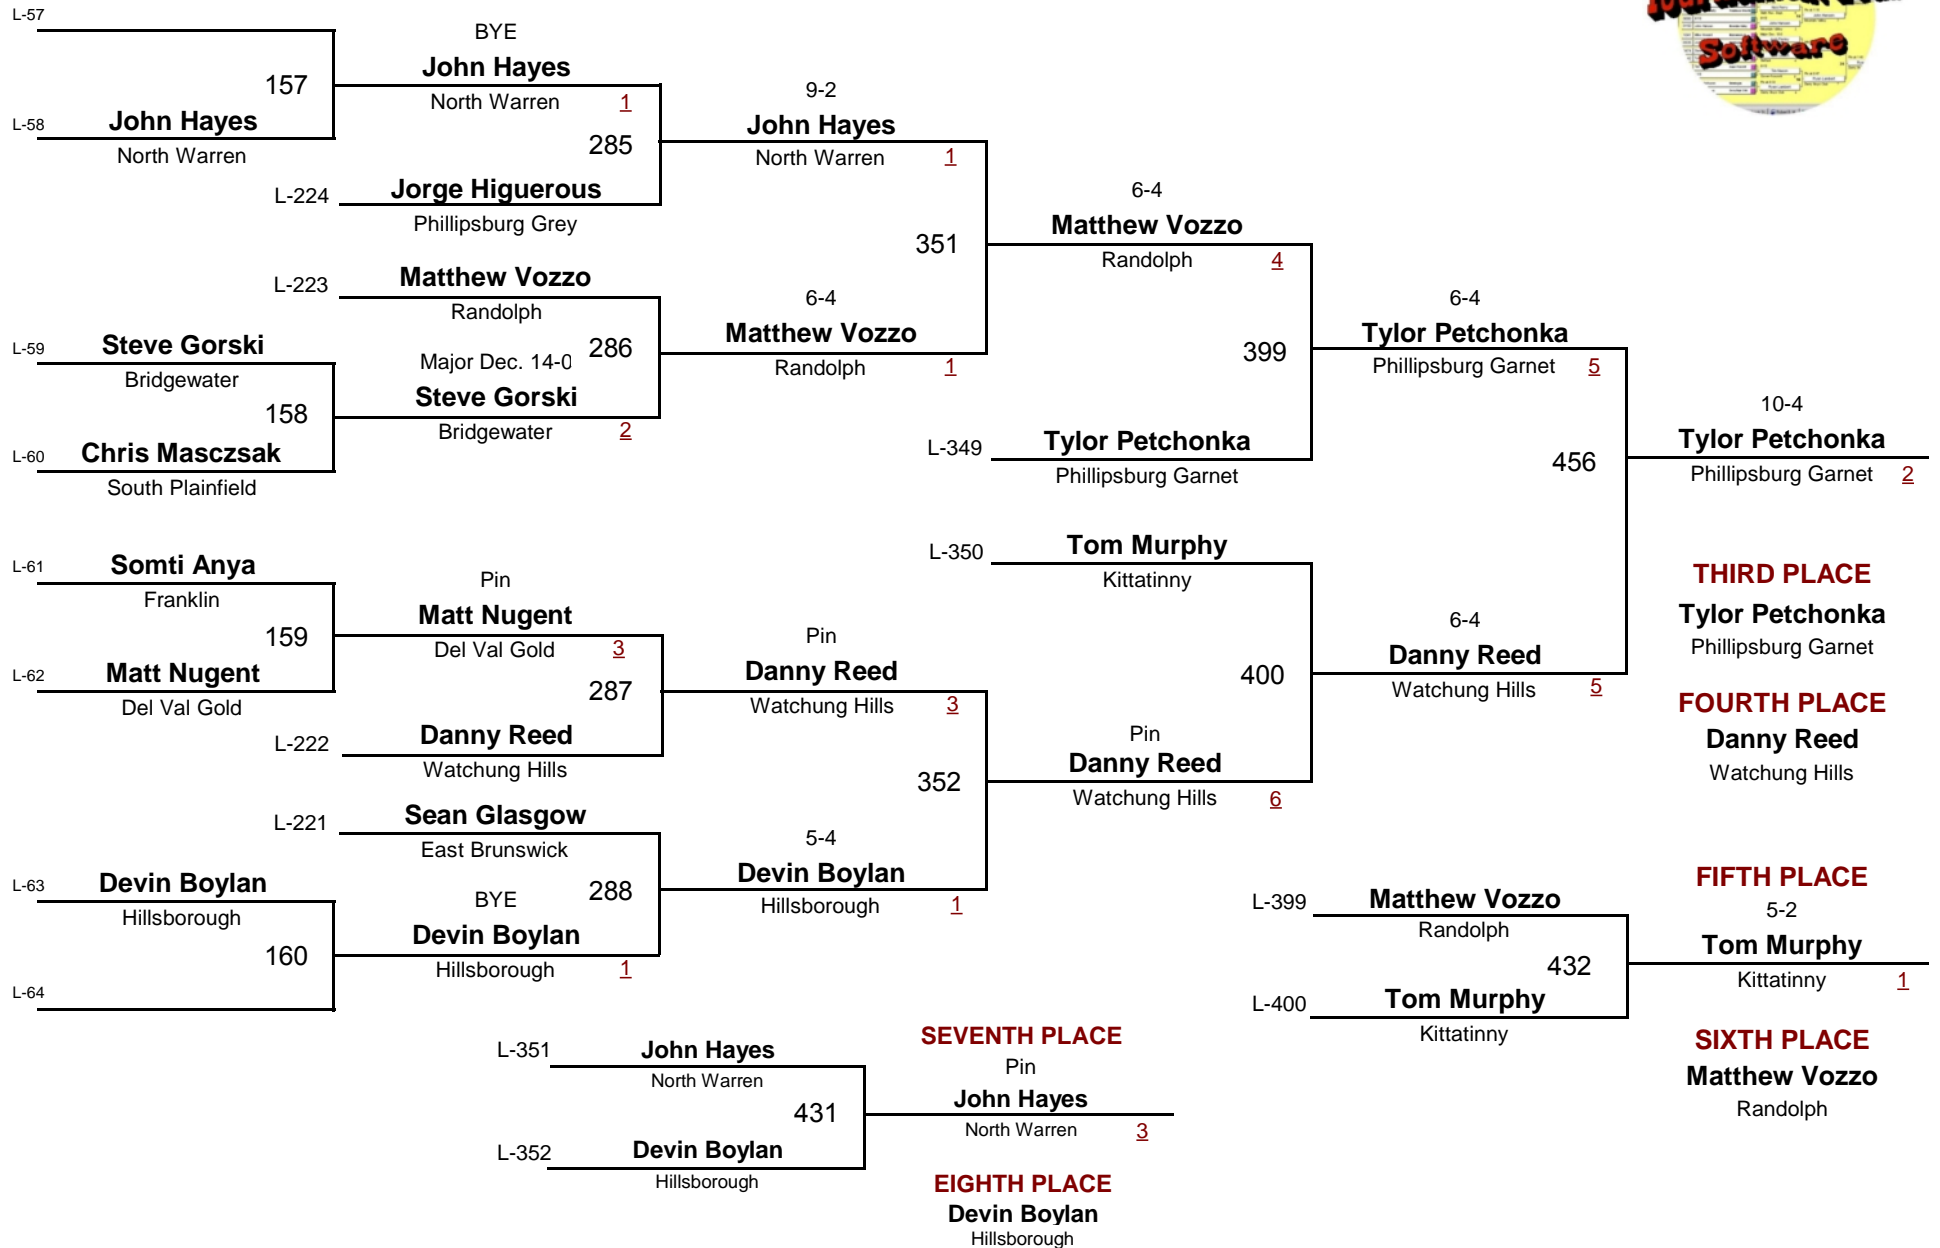 L-57
BYE
John Hayes
North Warren 1
157
L-58 John Hayes
North Warren
9-2
John Hayes
North Warren 1
285
L-224 Jorge Higuerous
Phillipsburg Grey
6-4
Matthew Vozzo
Randolph 4
351
L-223 Matthew Vozzo
Randolph
6-4
Matthew Vozzo
Randolph 1
286
L-59 Steve Gorski
Bridgewater
Major Dec. 14-0
Steve Gorski
Bridgewater 2
158
L-60 Chris Masczsak
South Plainfield
6-4
Tylor Petchonka
Phillipsburg Garnet 5
399
L-349 Tylor Petchonka
Phillipsburg Garnet
10-4
Tylor Petchonka
Phillipsburg Garnet 2
456
L-350 Tom Murphy
Kittatinny
L-61 Somti Anya
Franklin
Pin
Matt Nugent
Del Val Gold 3
159
L-62 Matt Nugent
Del Val Gold
Pin
Danny Reed
Watchung Hills 3
287
L-222 Danny Reed
Watchung Hills
6-4
Danny Reed
Watchung Hills 5
400
Pin
Danny Reed
Watchung Hills 6
352
THIRD PLACE
Tylor Petchonka
Phillipsburg Garnet
FOURTH PLACE
Danny Reed
Watchung Hills
L-221 Sean Glasgow
East Brunswick
5-4
Devin Boylan
Hillsborough 1
288
L-63 Devin Boylan
Hillsborough
BYE
Devin Boylan
Hillsborough 1
160
L-64
L-399 Matthew Vozzo
Randolph
432
L-400 Tom Murphy
Kittatinny
FIFTH PLACE
5-2
Tom Murphy
Kittatinny 1
SIXTH PLACE
Matthew Vozzo
Randolph
L-351 John Hayes
North Warren
431
L-352 Devin Boylan
Hillsborough
SEVENTH PLACE
Pin
John Hayes
North Warren 3
EIGHTH PLACE
Devin Boylan
Hillsborough
Software